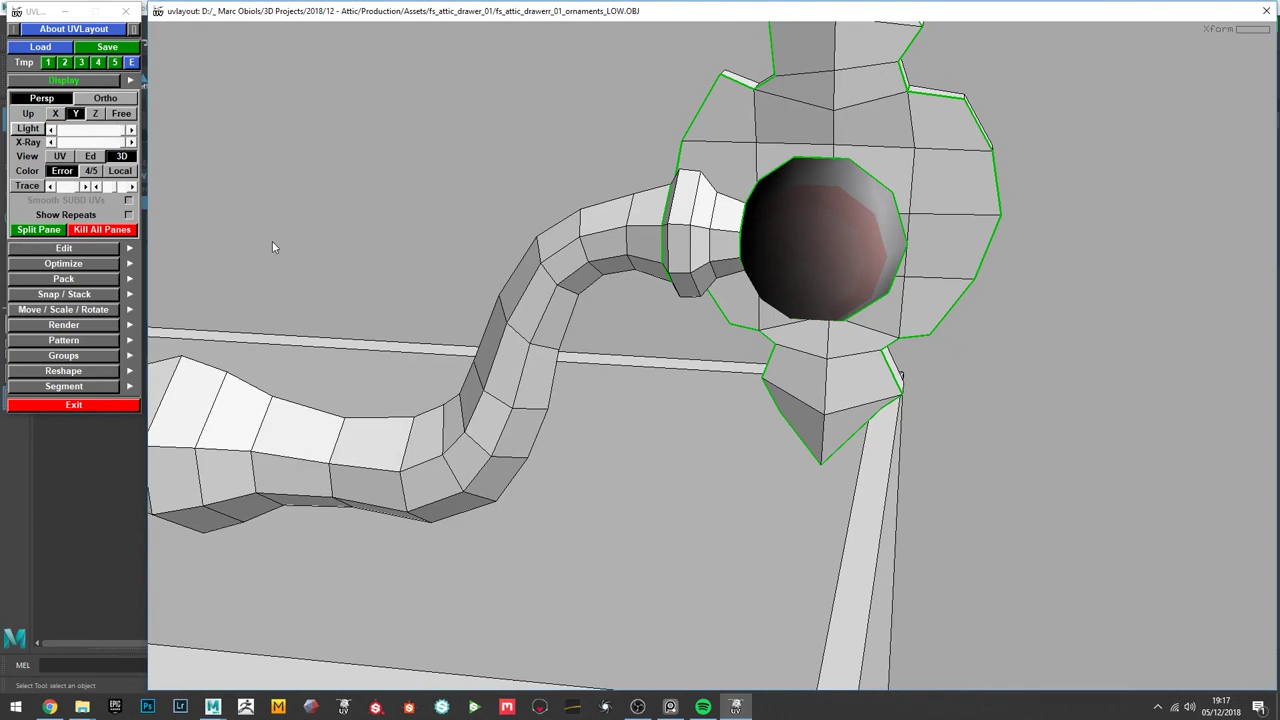 UVL...
uvlayout: D:/_ Marc Obiols/3D Projects/2018/12 - Attic/Production/Assets/fs_attic_drawer_01/fs_attic_drawerr_01_ornaments_LOW.OBJ
About UVLayout
Load Save
Tmp 1 2 3 4 5 E
Display
Persp Ortho
Up X Y Z Free
Light
X-Ray
View UV Ed 3D
Color Error 4/5 Local
Trace
Smooth SUBD UVs
Show Repeats
Split Pane Kill All Panes
Edit
Optimize
Pack
Snap / Stack
Move / Scale / Rotate
Render
Pattern
Groups
Reshape
Segment
Exit
Xform
MEL
Select Tool: select an object
19:17
05/12/2018